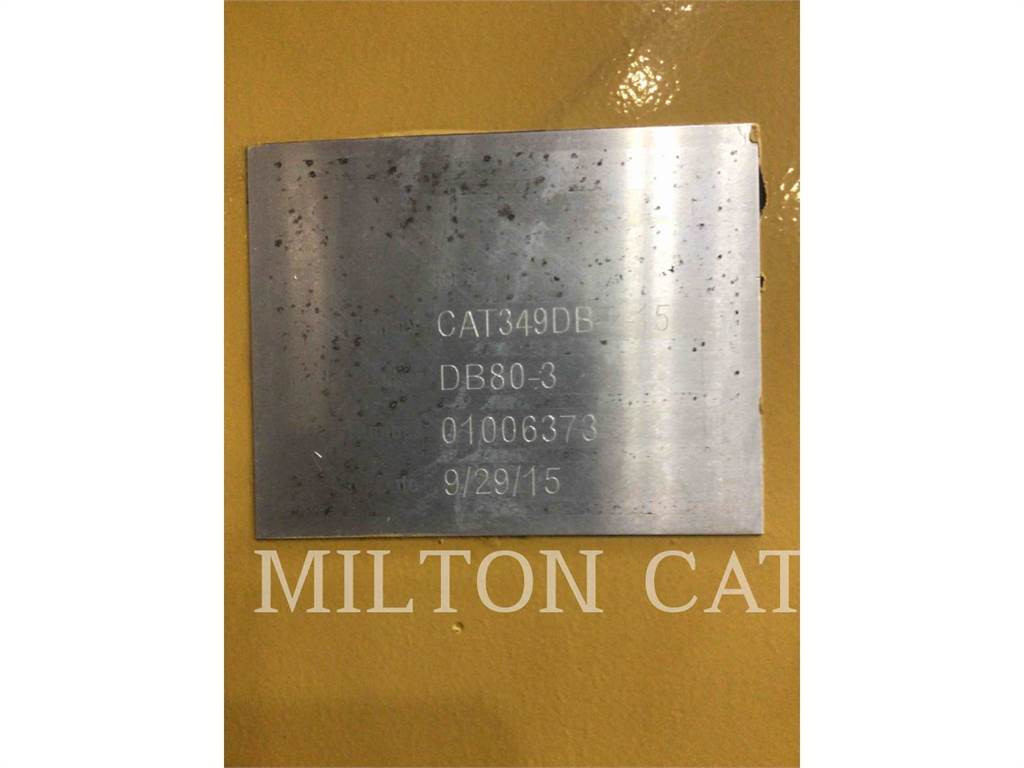 CAT349DB
DB80-3
01006373
9/29/15
MILTON CAT